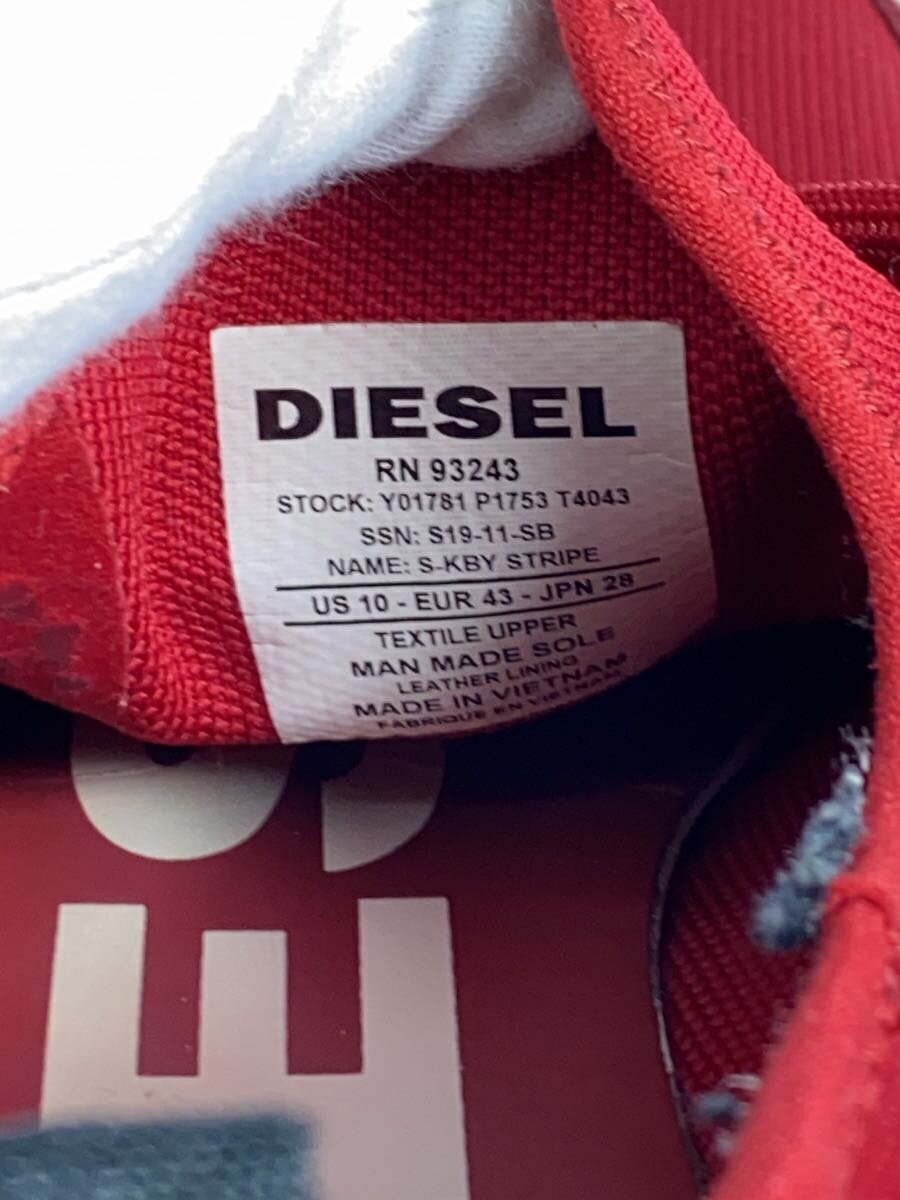 DIESEL
RN 93243
STOCK: Y01781 P1753 T4043
SSN: S19-11-SB
NAME: S-KBY STRIPE
US 10 - EUR 43 - JPN 28
TEXTILE UPPER
MAN MADE SOLE
LEATHER LINING
MADE IN VIETNAM
FABRIQUE EN VIETNAM
SE